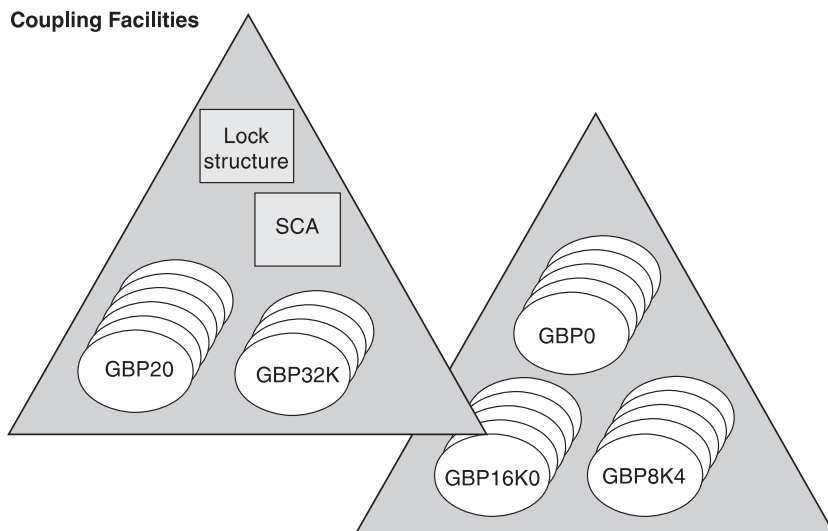 Coupling Facilities
Lock
structure
SCA
GBP20
GBP32K
GBP0
GBP16K0
GBP8K4